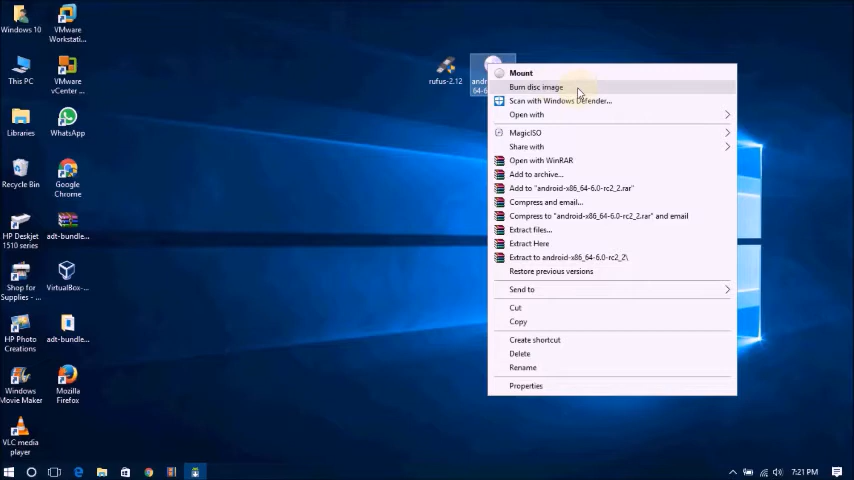 Windows 10
VMware
Workstati...
This PC
VMware
vCenter ...
Libraries
WhatsApp
Recycle Bin
Google
Chrome
HP Deskjet
1510 series
adt-bundle...
Shop for
Supplies - ...
VirtualBox-...
HP Photo
Creations
adt-bundle...
Windows
Movie Maker
Mozilla
Firefox
VLC media
player
rufus-2.12
andr
64-6
Mount
Burn disc image
Scan with Windows Defender...
Open with
MagicISO
Share with
Open with WinRAR
Add to archive...
Add to "android-x86_64-6.0-rc2_2.rar"
Compress and email...
Compress to "android-x86_64-6.0-rc2_2.rar" and email
Extract files...
Extract Here
Extract to android-x86_64-6.0-rc2_2\
Restore previous versions
Send to
Cut
Copy
Create shortcut
Delete
Rename
Properties
7:21 PM